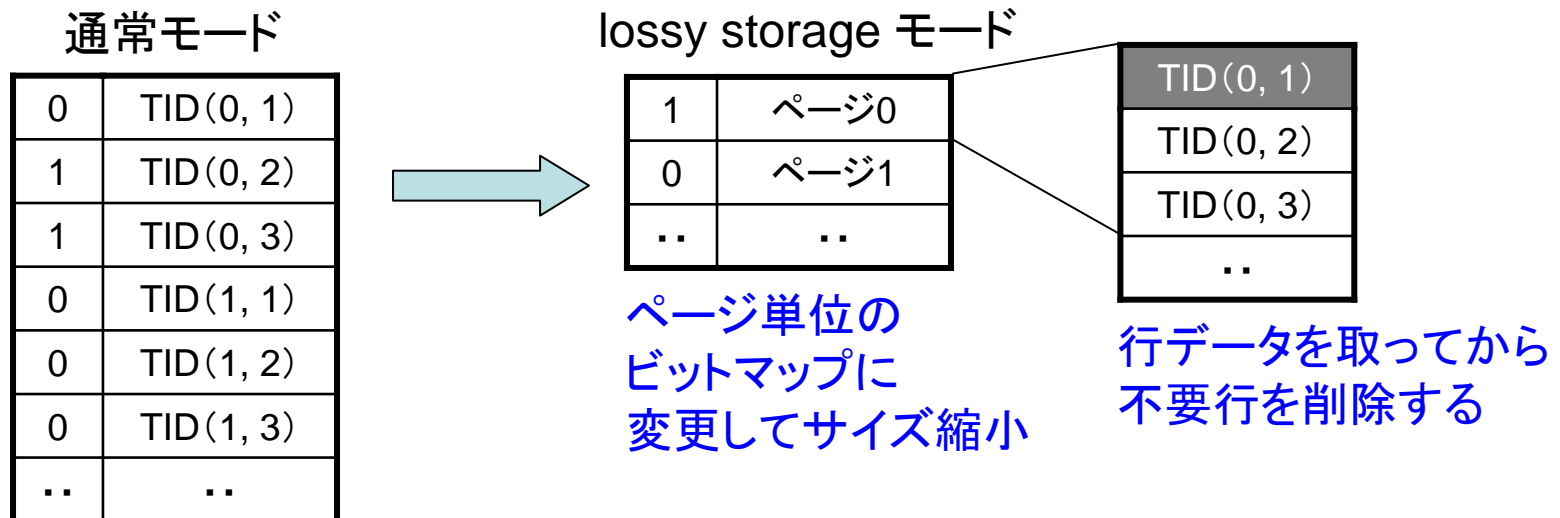 通常モード
0 TID(0, 1)
1 TID(0, 2)
1 TID(0, 3)
0 TID(1, 1)
0 TID(1, 2)
0 TID(1, 3)
‥ ‥
lossy storage モード
1 ページ0
0 ページ1
‥ ‥
ページ単位の
ビットマップに
変更してサイズ縮小
TID(0, 1)
TID(0, 2)
TID(0, 3)
‥
行データを取ってから
不要行を削除する